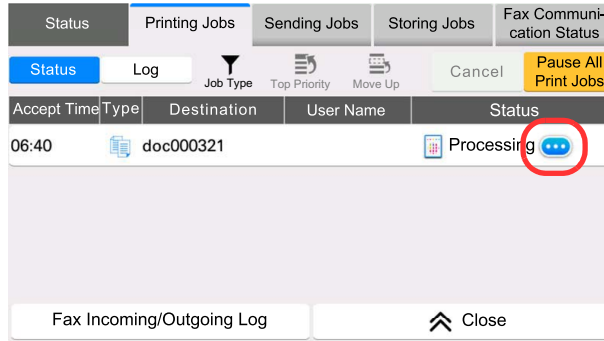 Status
Printing Jobs
Sending Jobs
Storing Jobs
Fax Communi-
cation Status
Status
Log
Job Type
Top Priority
Move Up
Cancel
Pause All
Print Jobs
Accept Time Type Destination User Name Status
06:40 doc000321 Processing
Fax Incoming/Outgoing Log
Close